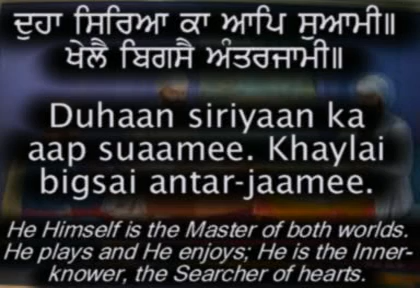 ਦੁਹਾ ਸਿਰਿਆ ਕਾ ਆਪਿ ਸੁਆਮੀ॥
ਖੇਲੈ ਬਿਗਸੈ ਅੰਤਰਜਾਮੀ॥
Duhaan siriyaan ka
aap suaamee. Khaylai
bigsai antar-jaamee.
He Himself is the Master of both worlds.
He plays and He enjoys; He is the Inner-
knower, the Searcher of hearts.